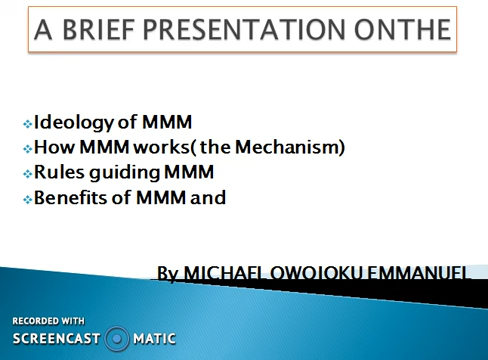 A BRIEF PRESENTATION ONTHE
Ideology of MMM
How MMM works( the Mechanism)
Rules guiding MMM
Benefits of MMM and
By MICHAEL OWOJOKU EMMANUEL
RECORDED WITH
SCREENCAST MATIC